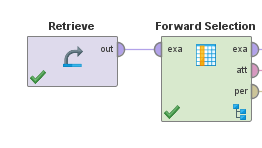 Retrieve
out
Forward Selection
exa
exa
att
per